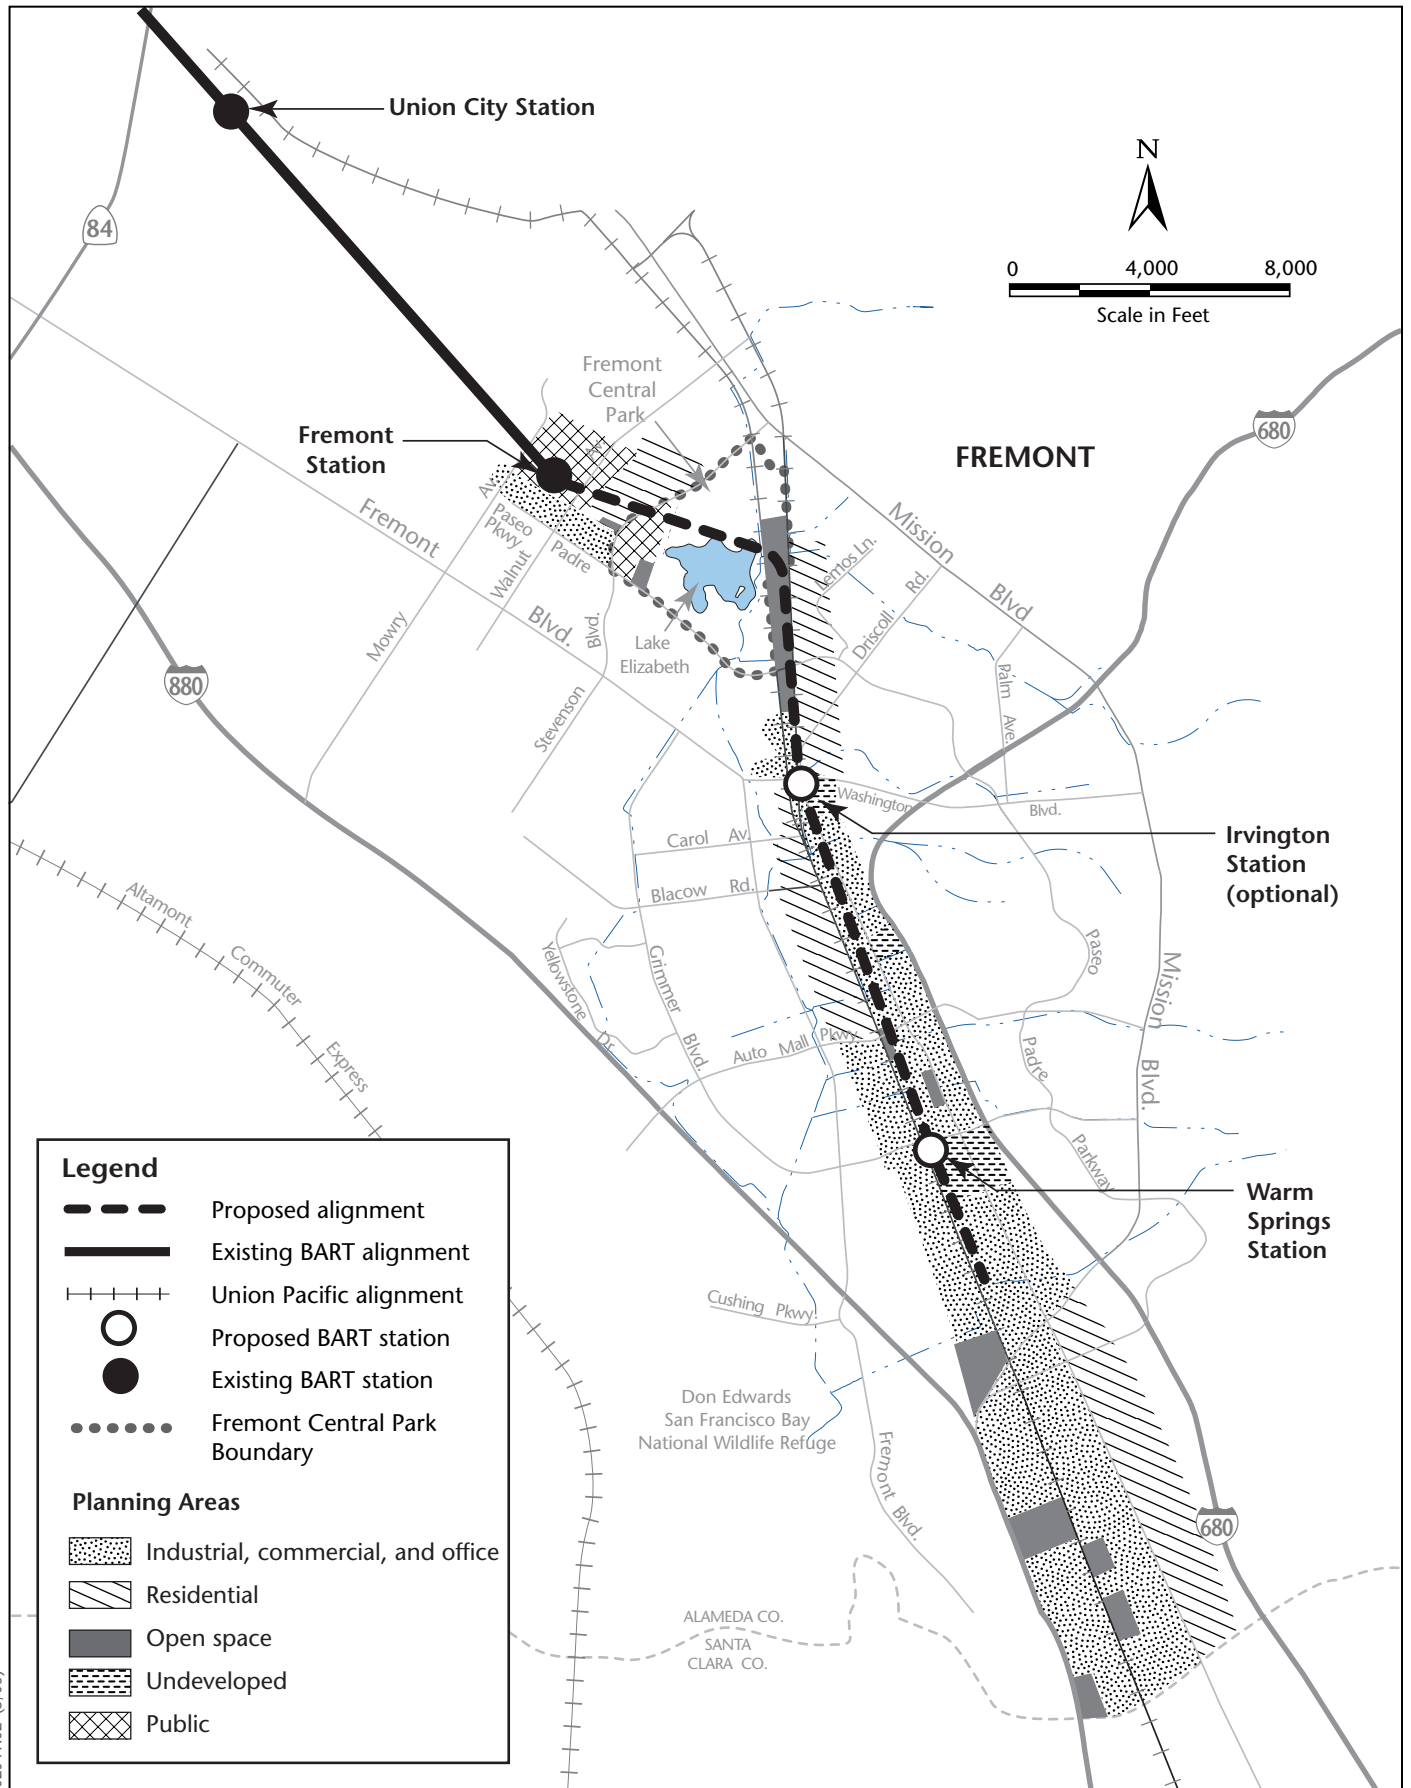 Union City Station
N
84
0 4,000 8,000
Scale in Feet
Fremont
Central
Park
680
Fremont
Station
FREMONT
Av.
Av.
Paseo
Pkwy
Padre
Walnut
Fremont
Blvd.
Mission
Blvd
Lemos Ln.
Driscoll Rd.
Mowry
Blvd.
Stevenson
Lake
Elizabeth
Palm Ave.
880
Washington Blvd.
Irvington
Station
(optional)
Carol Av.
Blacow Rd.
Altamont
Commuter
Express
Yellowstone
Dr.
Grimmer
Blvd.
Paseo
Padre
Parkway
Mission
Blvd.
Auto Mall Pkwy
Warm
Springs
Station
Cushing Pkwy
Don Edwards
San Francisco Bay
National Wildlife Refuge
Fremont Blvd.
680
ALAMEDA CO.
SANTA
CLARA CO.
Legend
Proposed alignment
Existing BART alignment
Union Pacific alignment
Proposed BART station
Existing BART station
Fremont Central Park
Boundary
Planning Areas
Industrial, commercial, and office
Residential
Open space
Undeveloped
Public